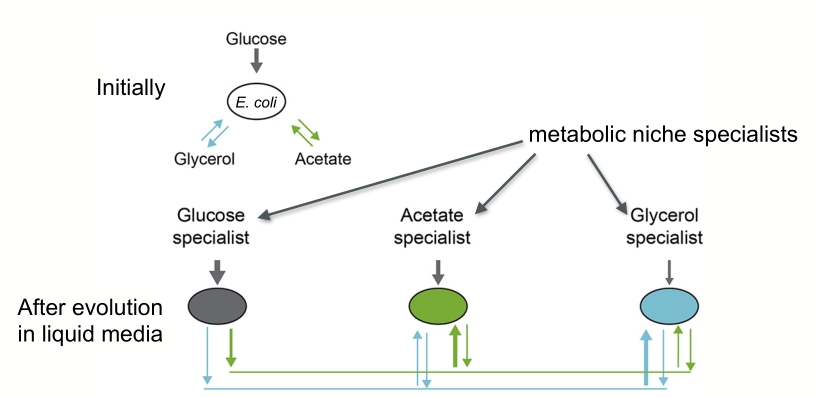 Glucose
Initially
E. coli
Glycerol
Acetate
metabolic niche specialists
Glucose
specialist
Acetate
specialist
Glycerol
specialist
After evolution
in liquid media